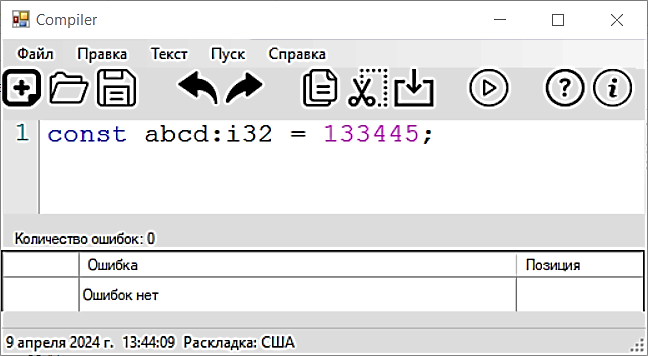 Compiler
Файл Правка Текст Пуск Справка
1 const abcd:i32 = 133445;
Количество ошибок: 0
Ошибка Позиция
Ошибок нет
9 апреля 2024 г. 13:44:09 Раскладка: США